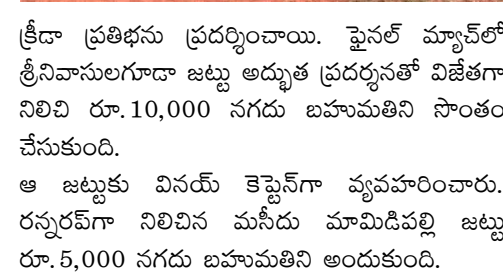 క్రీడా ప్రతిభను ప్రదర్శించాయి. ఫైనల్ మ్యాచ్‌లో
శ్రీనివాసులగూడా జట్టు అద్భుత ప్రదర్శనతో విజేతగా
నిలిచి రూ.10,000 నగదు బహుమతిని సొంతం
చేసుకుంది.
ఆ జట్టుకు వినయ్ కెప్టెన్‌గా వ్యవహరించారు.
రన్నరప్‌గా నిలిచిన మసీదు మామిడిపల్లి జట్టు
రూ.5,000 నగదు బహుమతిని అందుకుంది.